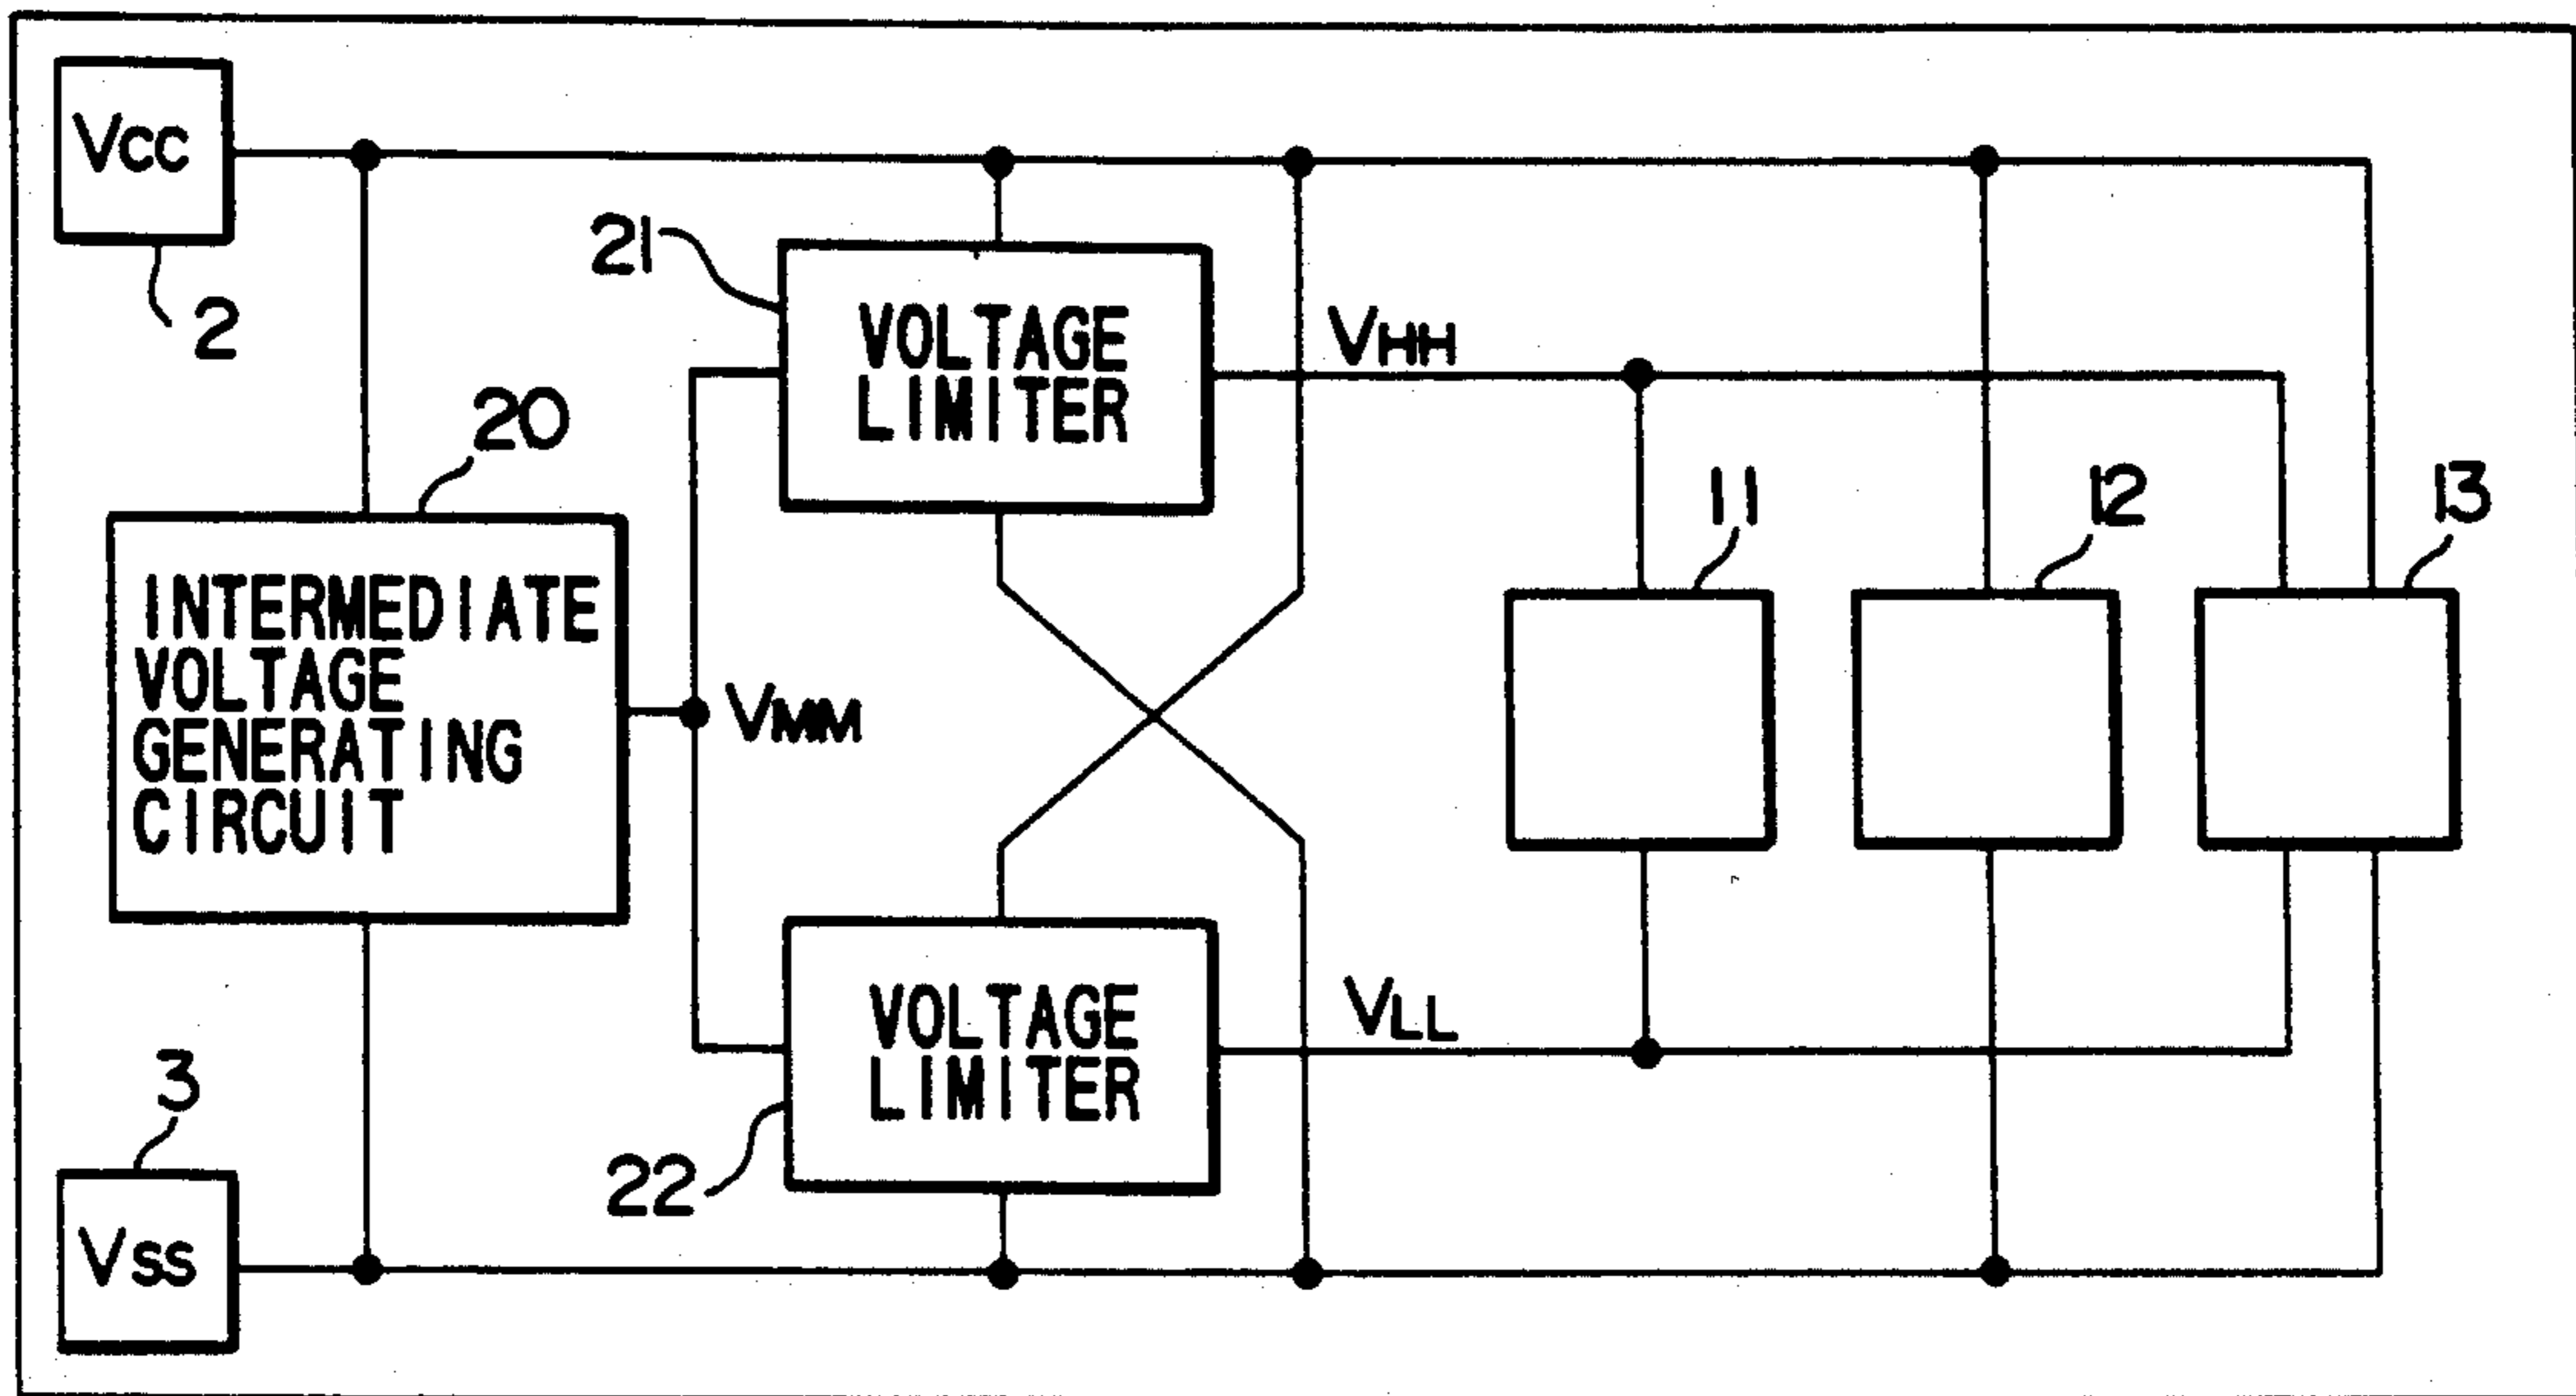 VCC
2
21
VOLTAGE
LIMITER
VHH
20
11
12
13
INTERMEDIATE
VOLTAGE
GENERATING
CIRCUIT
VMM
VOLTAGE
LIMITER
VLL
22
3
VSS